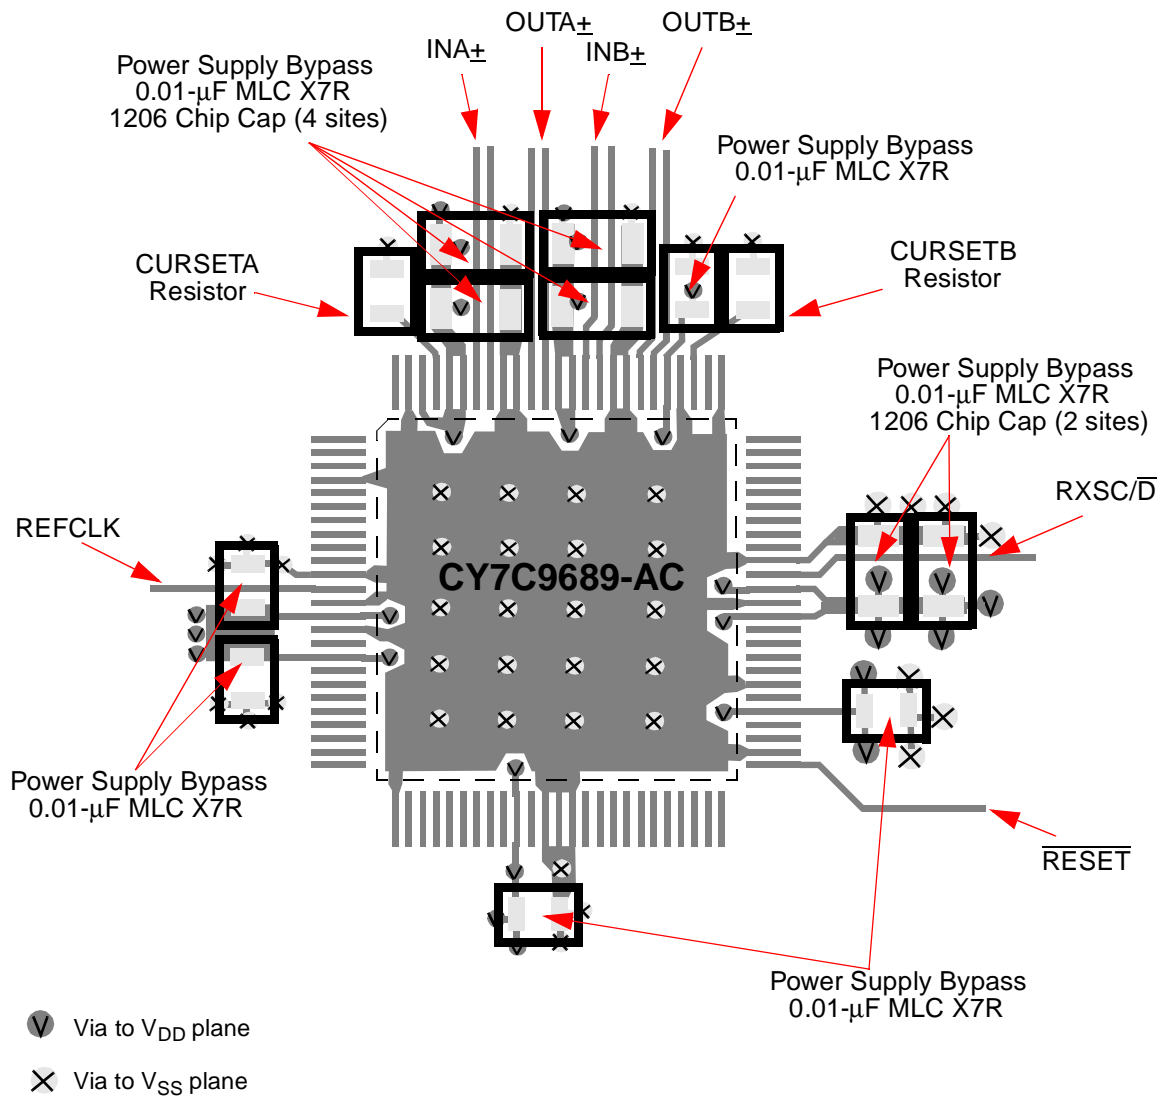 OUTA±
OUTB±
INA±
INB±
Power Supply Bypass
0.01-μF MLC X7R
1206 Chip Cap (4 sites)
Power Supply Bypass
0.01-μF MLC X7R
CURSETA
Resistor
CURSETB
Resistor
Power Supply Bypass
0.01-μF MLC X7R
1206 Chip Cap (2 sites)
RXSC/D̅
REFCLK
CY7C9689-AC
Power Supply Bypass
0.01-μF MLC X7R
R̅E̅S̅E̅T̅
Power Supply Bypass
0.01-μF MLC X7R
V Via to VDD plane
X Via to VSS plane